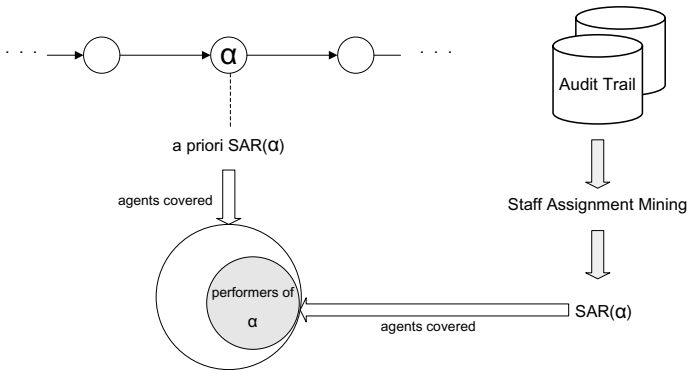 . . .
α
. . .
Audit Trail
a priori SAR(α)
agents covered
Staff Assignment Mining
performers of
α
SAR(α)
agents covered